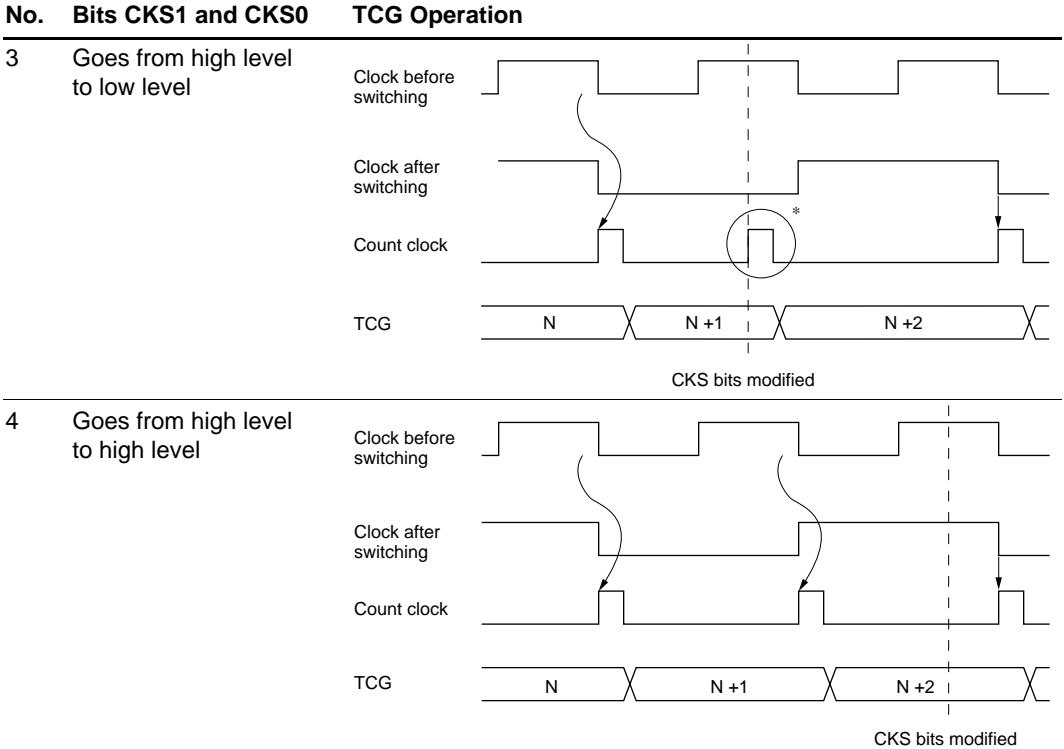 No. Bits CKS1 and CKS0 TCG Operation
3 Goes from high level
to low level
Clock before
switching
Clock after
switching
*
Count clock
TCG N N +1 N +2
CKS bits modified
4 Goes from high level
to high level
Clock before
switching
Clock after
switching
Count clock
TCG N N +1 N +2
CKS bits modified